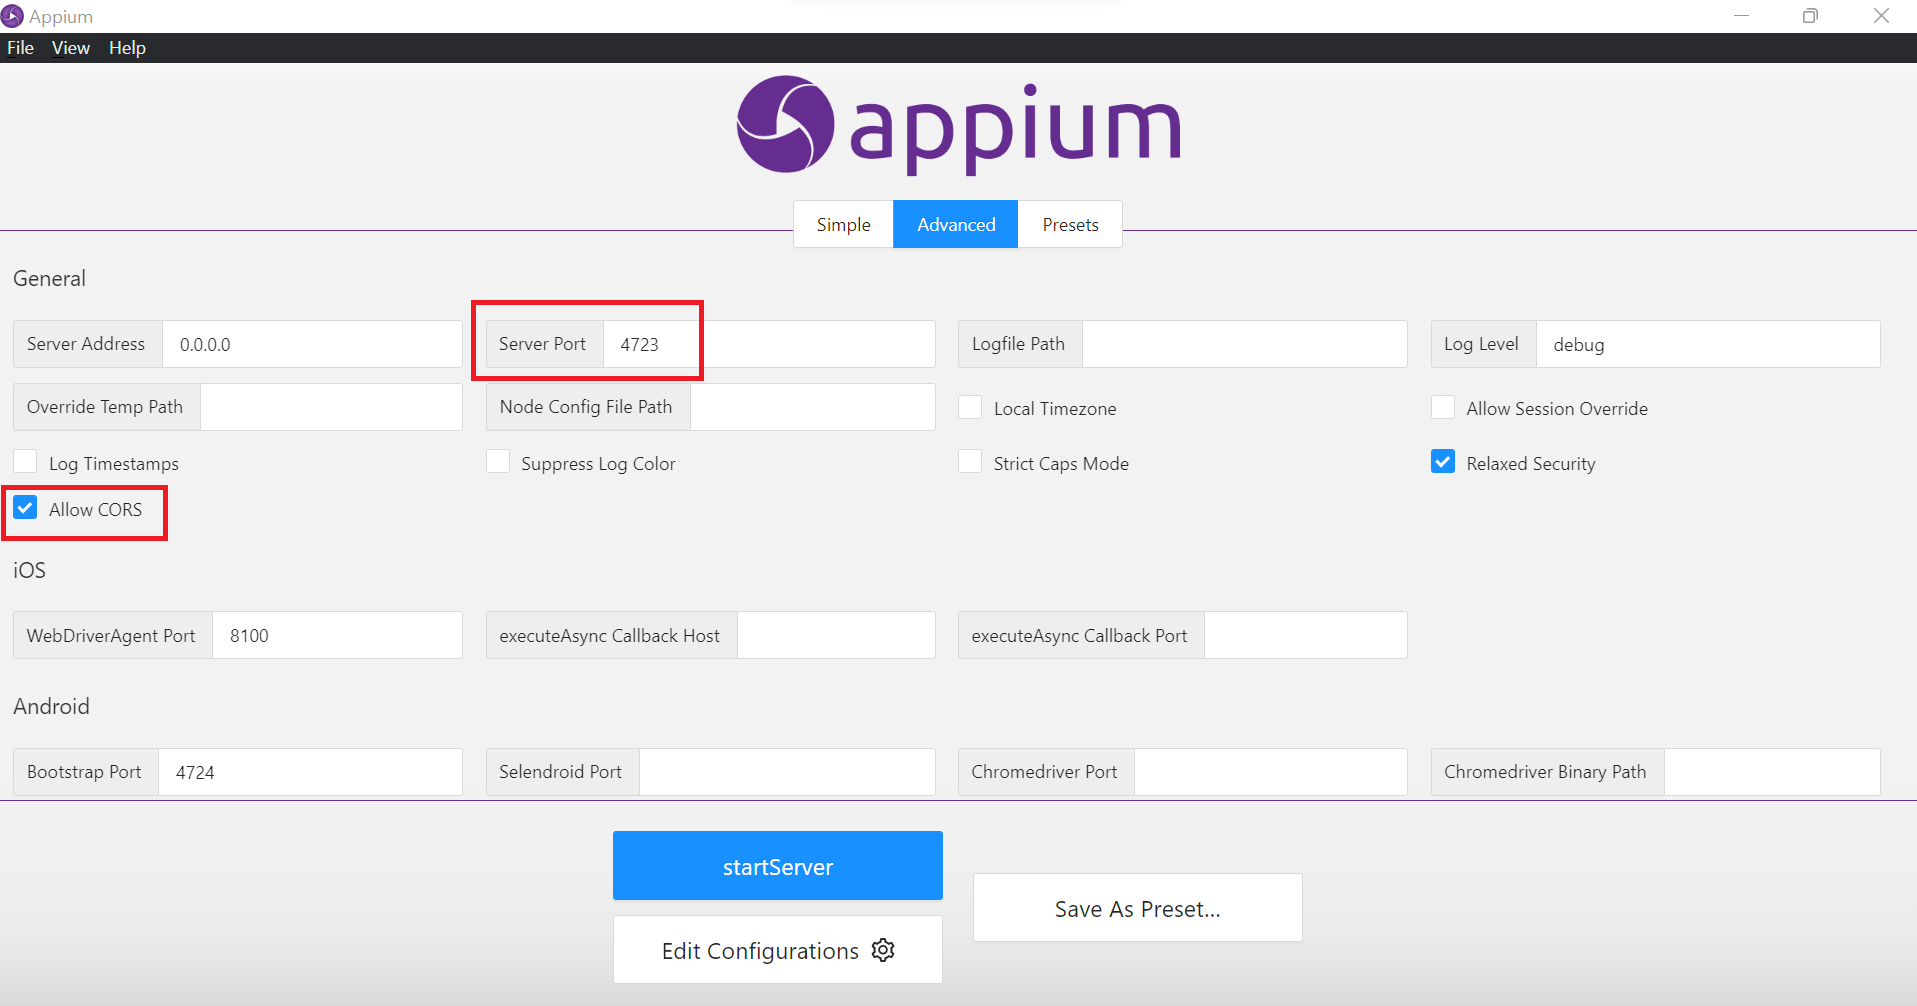 Appium
File View Help
appium
Simple Advanced Presets
General
Server Address 0.0.0.0 Server Port 4723 Logfile Path Log Level debug
Override Temp Path Node Config File Path Local Timezone Allow Session Override
Log Timestamps Suppress Log Color Strict Caps Mode Relaxed Security
Allow CORS
iOS
WebDriverAgent Port 8100 executeAsync Callback Host executeAsync Callback Port
Android
Bootstrap Port 4724 Selendroid Port Chromedriver Port Chromedriver Binary Path
startServer
Save As Preset...
Edit Configurations